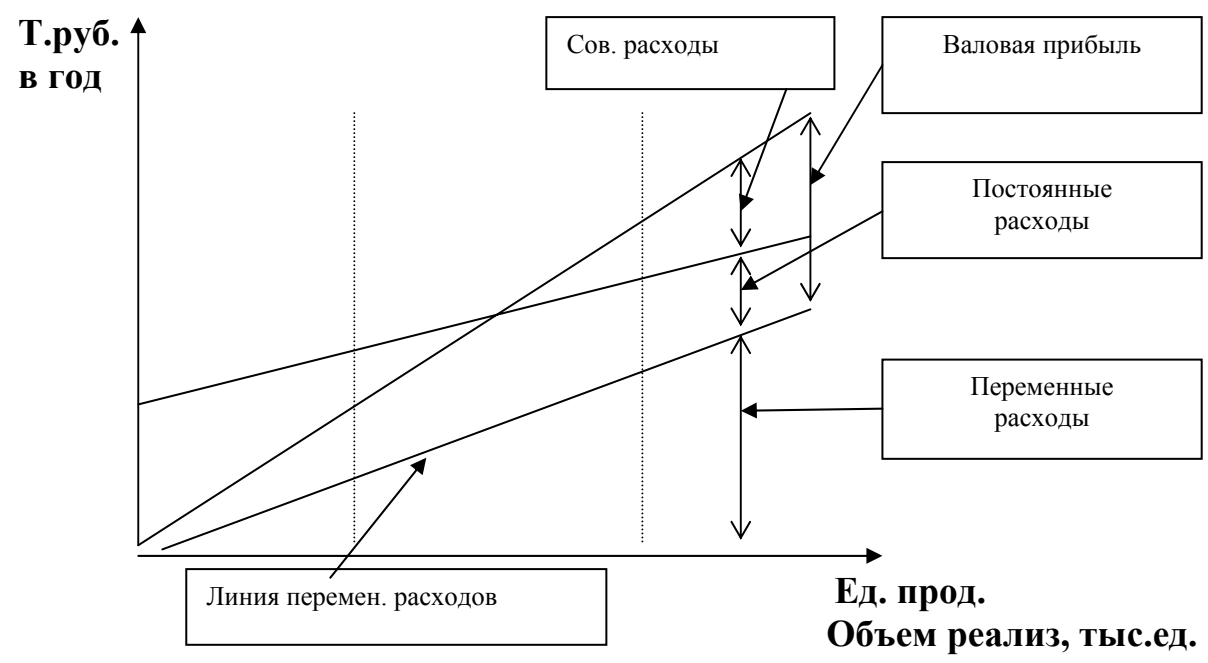 Т.руб.
в год
Сов. расходы
Валовая прибыль
Постоянные
расходы
Переменные
расходы
Линия перемен. расходов
Ед. прод.
Объем реализ, тыс.ед.